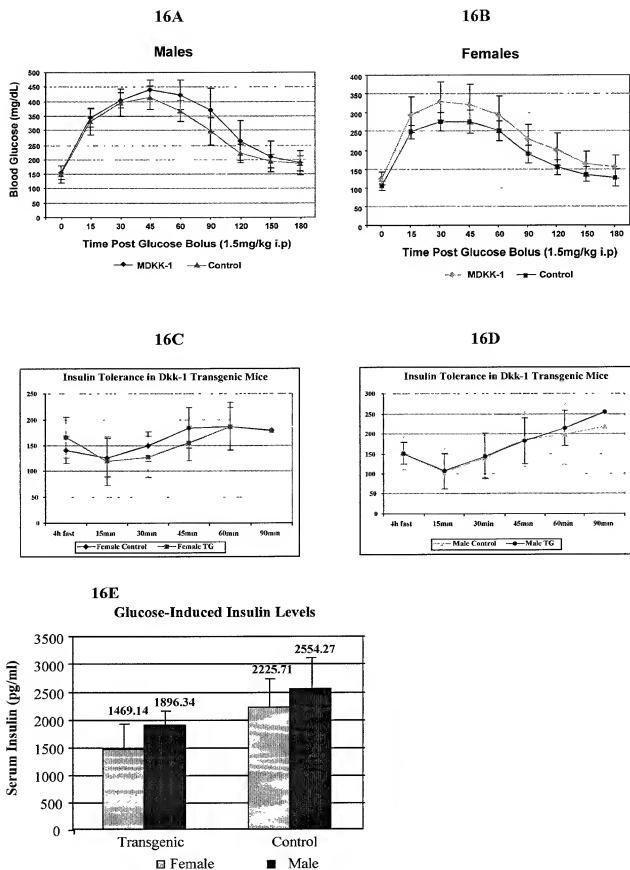 16A
Males
Blood Glucose (mg/dL)
500
450
400
350
300
250
200
150
100
50
0
0 15 30 45 60 90 120 150 180
Time Post Glucose Bolus (1.5mg/kg i.p)
MDKK-1 Control
16B
Females
400
350
300
250
200
150
100
50
0
0 15 30 45 60 90 120 150 180
Time Post Glucose Bolus (1.5mg/kg i.p)
MDKK-1 Control
16C
Insulin Tolerance in Dkk-1 Transgenic Mice
250
200
150
100
50
0
4h fast 15min 30min 45min 60min 90min
Female Control Female TG
16D
Insulin Tolerance in Dkk-1 Transgenic Mice
300
250
200
150
100
50
0
4h fast 15min 30min 45min 60min 90min
Male Control Male TG
16E
Glucose-Induced Insulin Levels
Serum Insulin (pg/ml)
3500
3000
2500
2000
1500
1000
500
0
1469.14 1896.34 2225.71 2554.27
Transgenic Control
Female Male